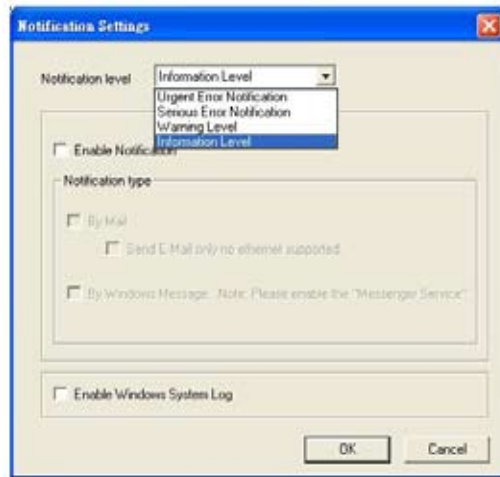 Notification Settings
Notification level
Information Level
Urgent Error Notification
Serious Error Notification
Warning Level
Information Level
Enable Notification
Notification type
By Mail
Send E-Mail only no ethernet supported
By Windows Message. Note: Please enable the "Messenger Service"
Enable Windows System Log
OK
Cancel